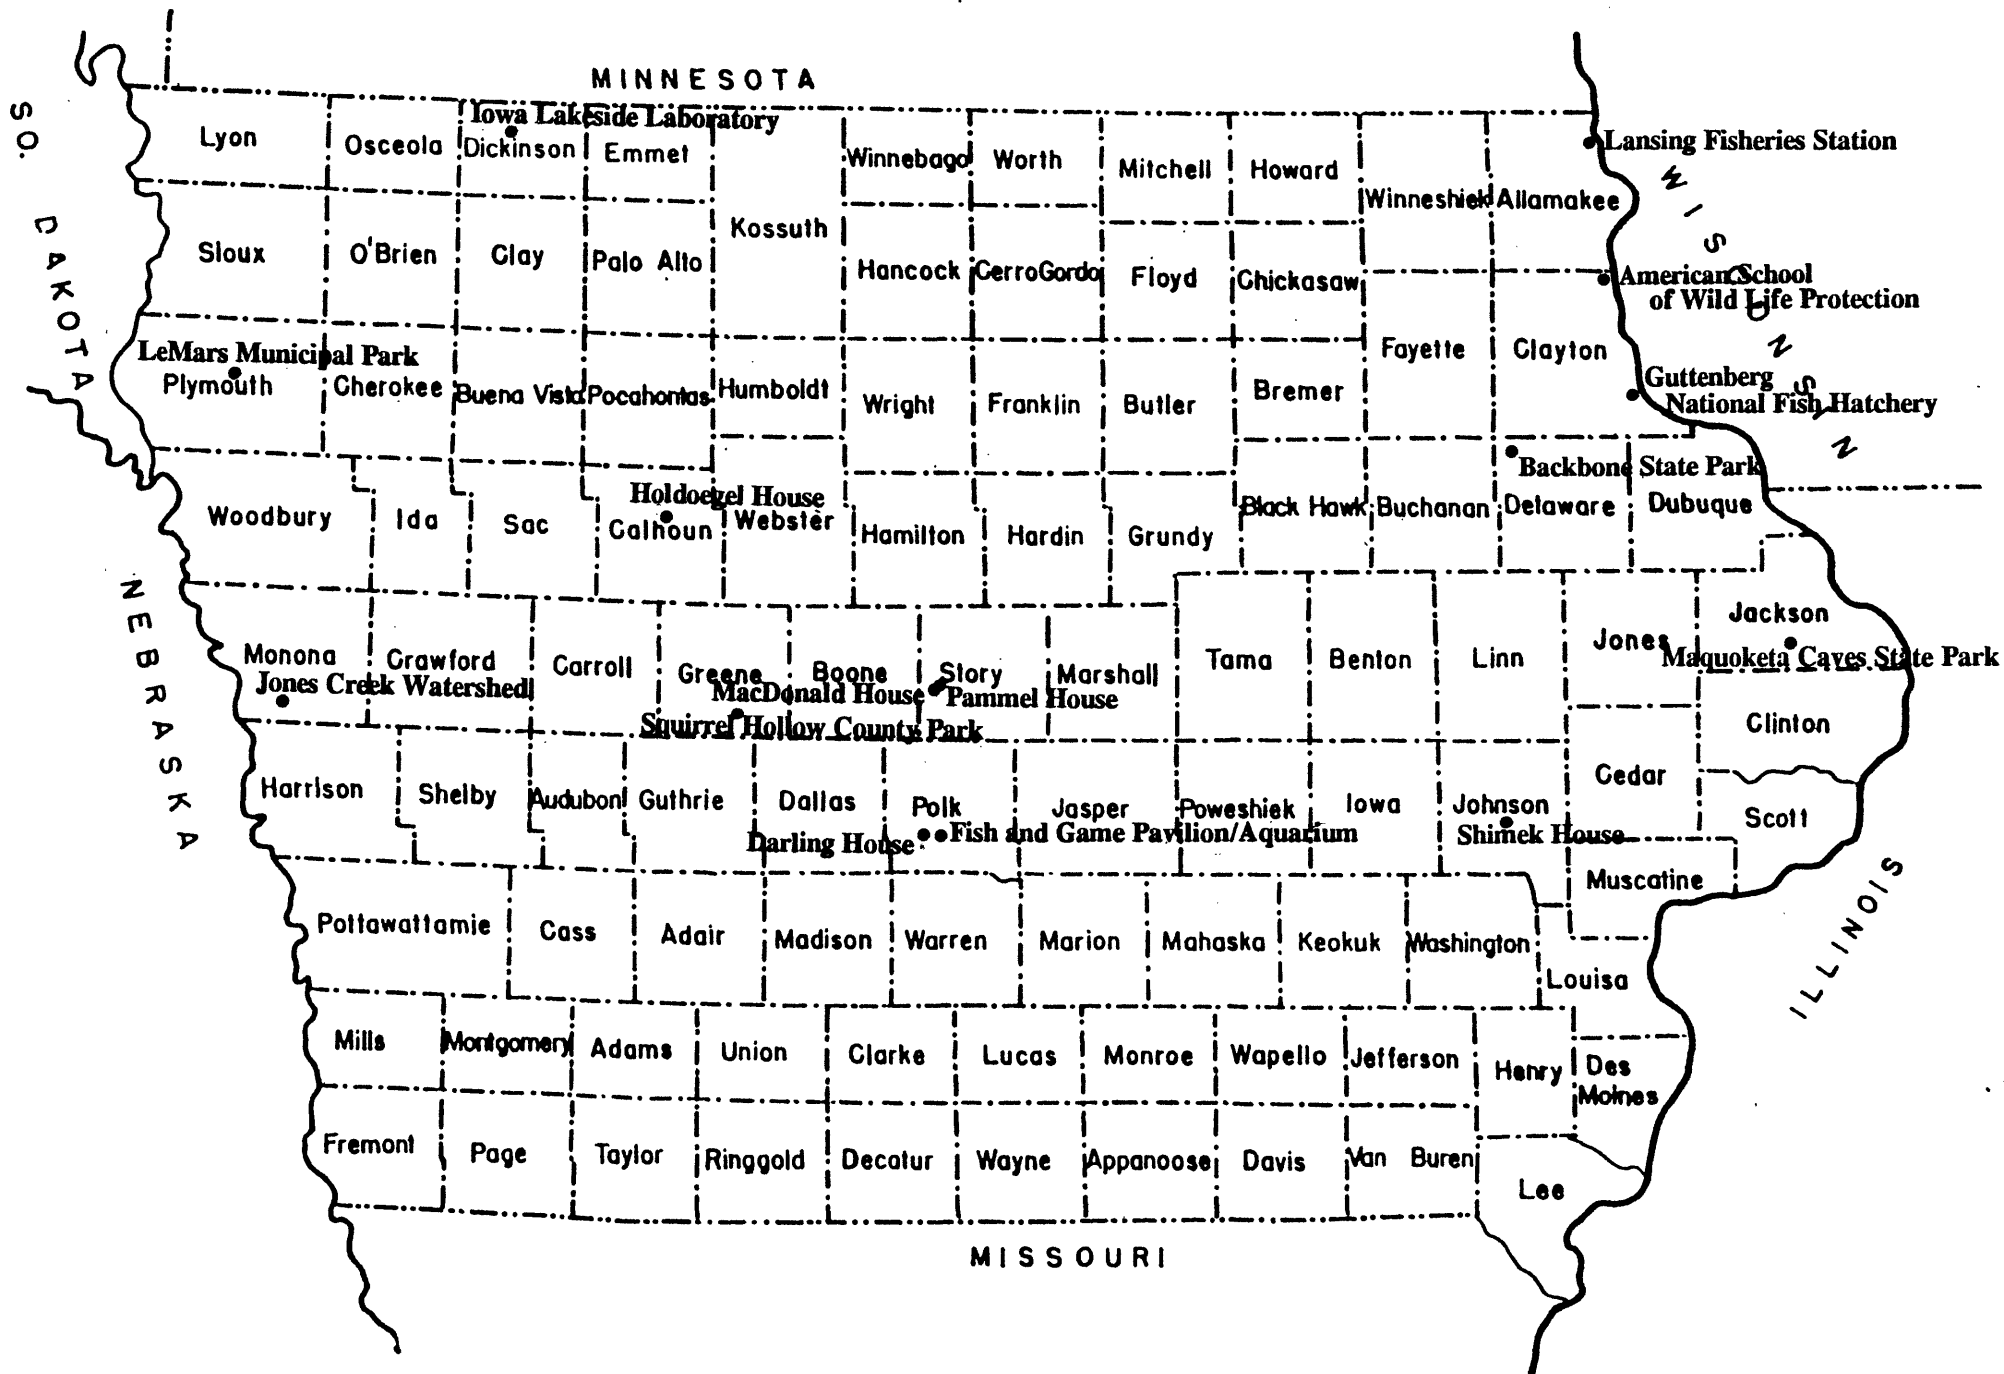 MINNESOTA
SO. DAKOTA
NEBRASKA
WISCONSIN
ILLINOIS
MISSOURI
Iowa Lakeside Laboratory
Lyon
Osceola
Dickinson
Emmet
Winnebago
Worth
Mitchell
Howard
Winneshiek
Allamakee
Lansing Fisheries Station
Sioux
O'Brien
Clay
Palo Alto
Kossuth
Hancock
Cerro Gordo
Floyd
Chickasaw
American School
of Wild Life Protection
LeMars Municipal Park
Plymouth
Cherokee
Buena Vista
Pocahontas
Humboldt
Wright
Franklin
Butler
Bremer
Fayette
Clayton
Guttenberg
National Fish Hatchery
Backbone State Park
Holdoegel House
Woodbury
Ida
Sac
Calhoun
Webster
Hamilton
Hardin
Grundy
Black Hawk
Buchanan
Delaware
Dubuque
Monona
Crawford
Carroll
Greene
Boone
Story
Marshall
Tama
Benton
Linn
Jones
Jackson
Maquoketa Caves State Park
Jones Creek Watershed
MacDonald House
Pammel House
Squirrel Hollow County Park
Clinton
Harrison
Shelby
Audubon
Guthrie
Dallas
Polk
Jasper
Poweshiek
Iowa
Johnson
Cedar
Scott
Darling House
Fish and Game Pavilion/Aquarium
Shimek House
Muscatine
Pottawattamie
Cass
Adair
Madison
Warren
Marion
Mahaska
Keokuk
Washington
Louisa
Mills
Montgomery
Adams
Union
Clarke
Lucas
Monroe
Wapello
Jefferson
Henry
Des
Moines
Fremont
Page
Taylor
Ringgold
Decatur
Wayne
Appanoose
Davis
Van Buren
Lee